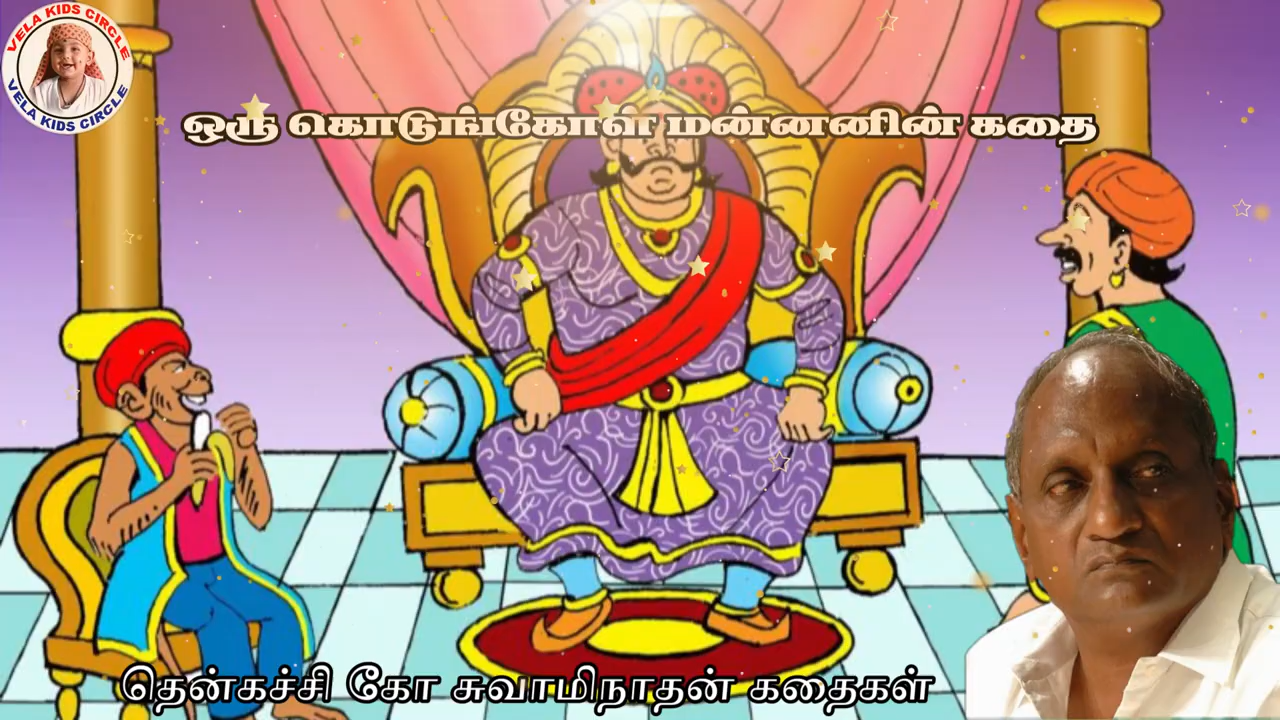 VELA KIDS CIRCLE
VELA KIDS CIRCLE
ஒரு கொடுங்கோள் மன்னனின் கதை
தென்கச்சி கோ சுவாமிநாதன் கதைகள்